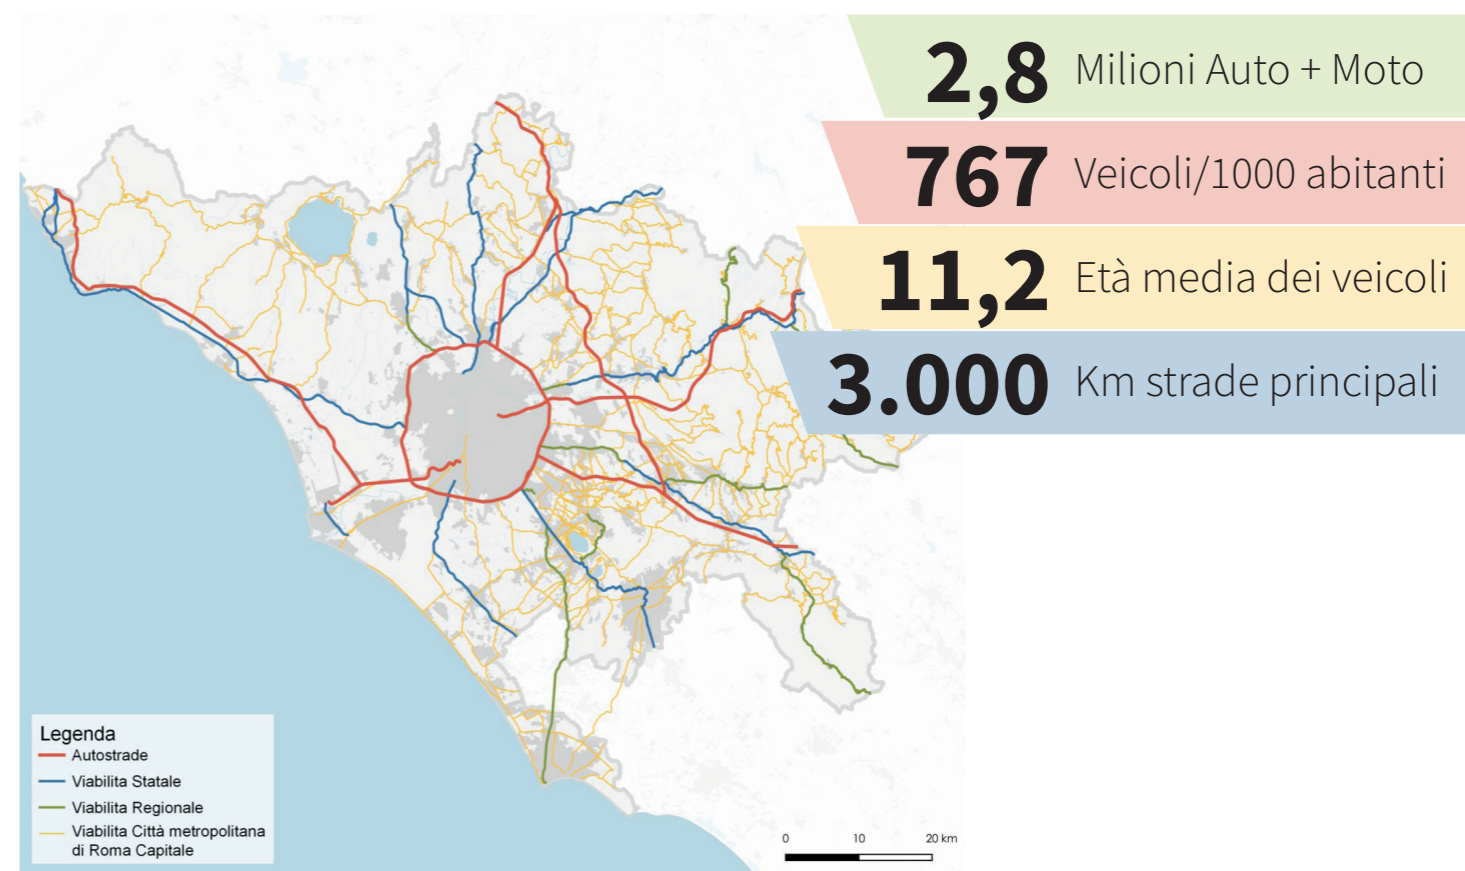 2,8 Milioni Auto + Moto
767 Veicoli/1000 abitanti
11,2 Età media dei veicoli
3.000 Km strade principali
Legenda
Autostrade
Viabilita Statale
Viabilita Regionale
Viabilita Città metropolitana
di Roma Capitale
0 10 20 km